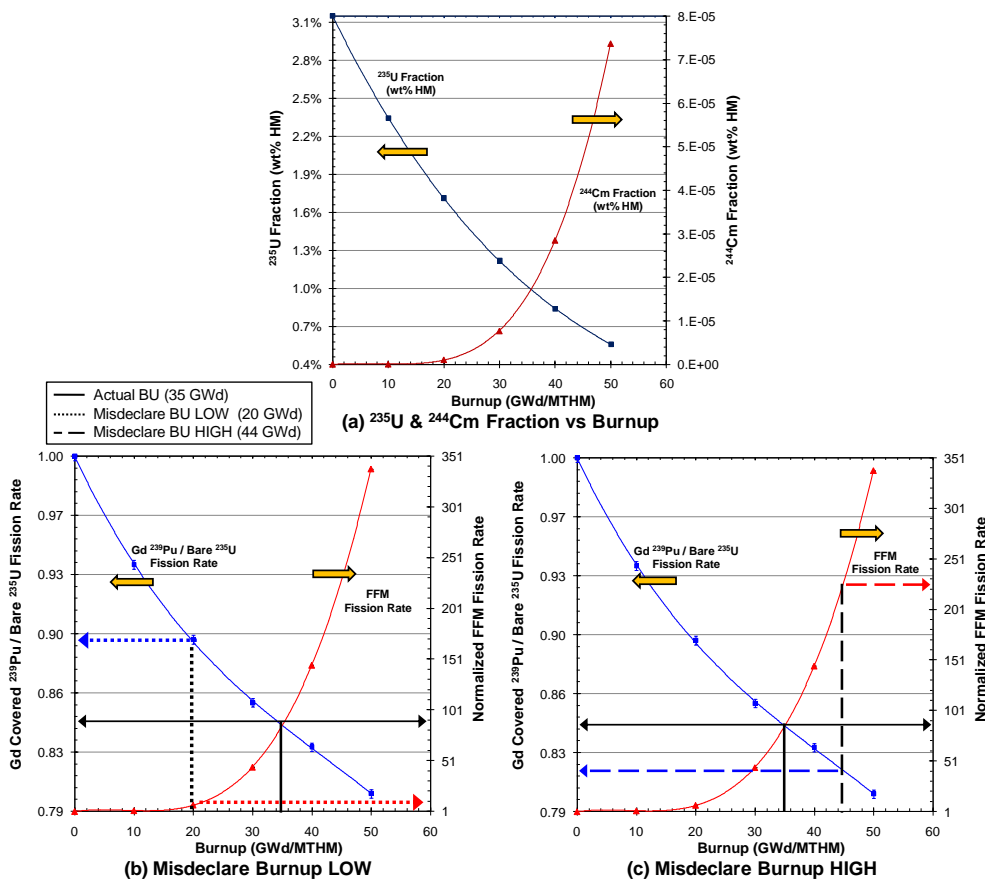 3.1%
2.8%
2.5%
2.2%
1.9%
1.6%
1.3%
1.0%
0.7%
0.4%
²³⁵U Fraction (wt% HM)
²³⁵U Fraction
(wt% HM)
²⁴⁴Cm Fraction
(wt% HM)
8.E-05
7.E-05
6.E-05
5.E-05
4.E-05
3.E-05
2.E-05
1.E-05
0.E+00
²⁴⁴Cm Fraction (wt% HM)
0 10 20 30 40 50 60
Burnup (GWd/MTHM)
(a) ²³⁵U & ²⁴⁴Cm Fraction vs Burnup
Actual BU (35 GWd)
Misdeclare BU LOW (20 GWd)
Misdeclare BU HIGH (44 GWd)
1.00
0.97
0.93
0.90
0.86
0.83
0.79
Gd Covered ²³⁹Pu / Bare ²³⁵U Fission Rate
Gd ²³⁹Pu / Bare ²³⁵U
Fission Rate
FFM
Fission Rate
351
301
251
201
151
101
51
1
Normalized FFM Fission Rate
0 10 20 30 40 50 60
Burnup (GWd/MTHM)
(b) Misdeclare Burnup LOW
1.00
0.97
0.93
0.90
0.86
0.83
0.79
Gd Covered ²³⁹Pu / Bare ²³⁵U Fission Rate
Gd ²³⁹Pu / Bare ²³⁵U
Fission Rate
FFM
Fission Rate
351
301
251
201
151
101
51
1
Normalized FFM Fission Rate
0 10 20 30 40 50 60
Burnup (GWd/MTHM)
(c) Misdeclare Burnup HIGH